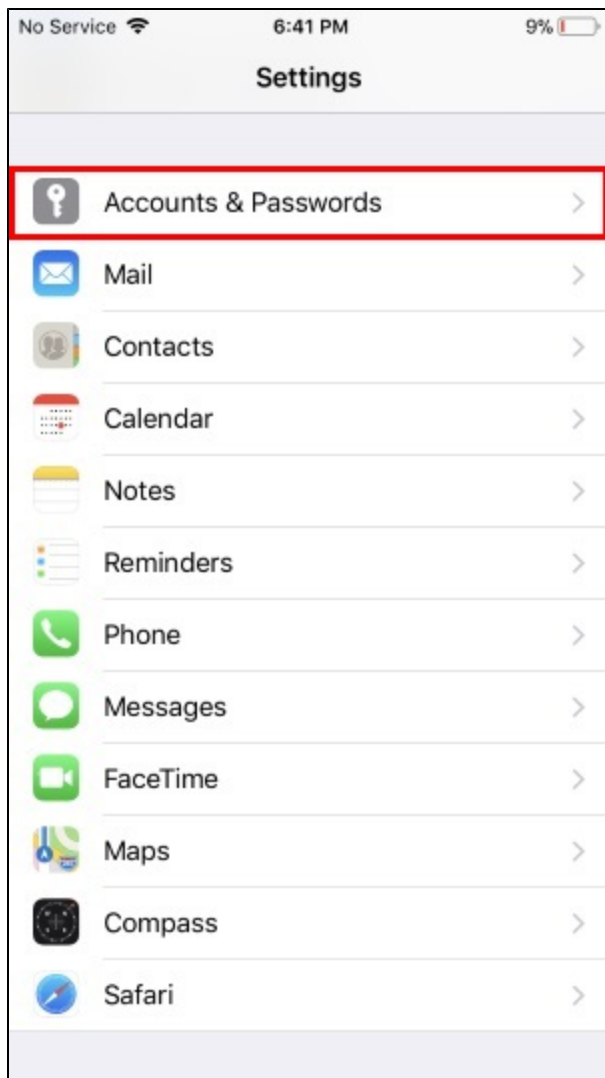 No Service 6:41 PM 9%
Settings
Accounts & Passwords
Mail
Contacts
Calendar
Notes
Reminders
Phone
Messages
FaceTime
Maps
Compass
Safari